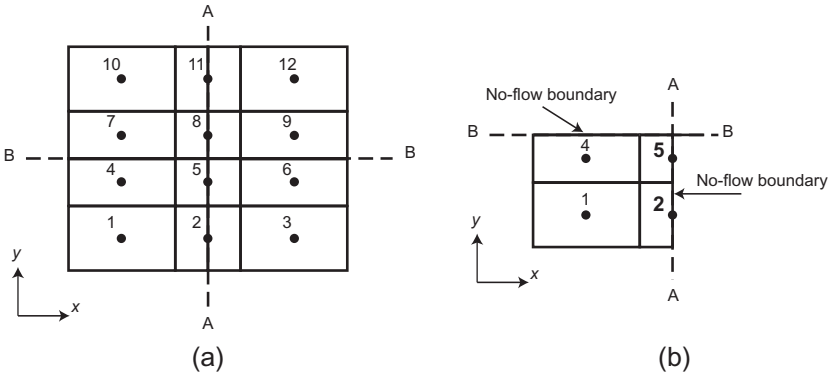 A
10 11 12
7 8 9
B B
4 5 6
1 2 3
y
x
A
(a)
A
No-flow boundary
B B
4 5
No-flow boundary
1 2
y
x
A
(b)